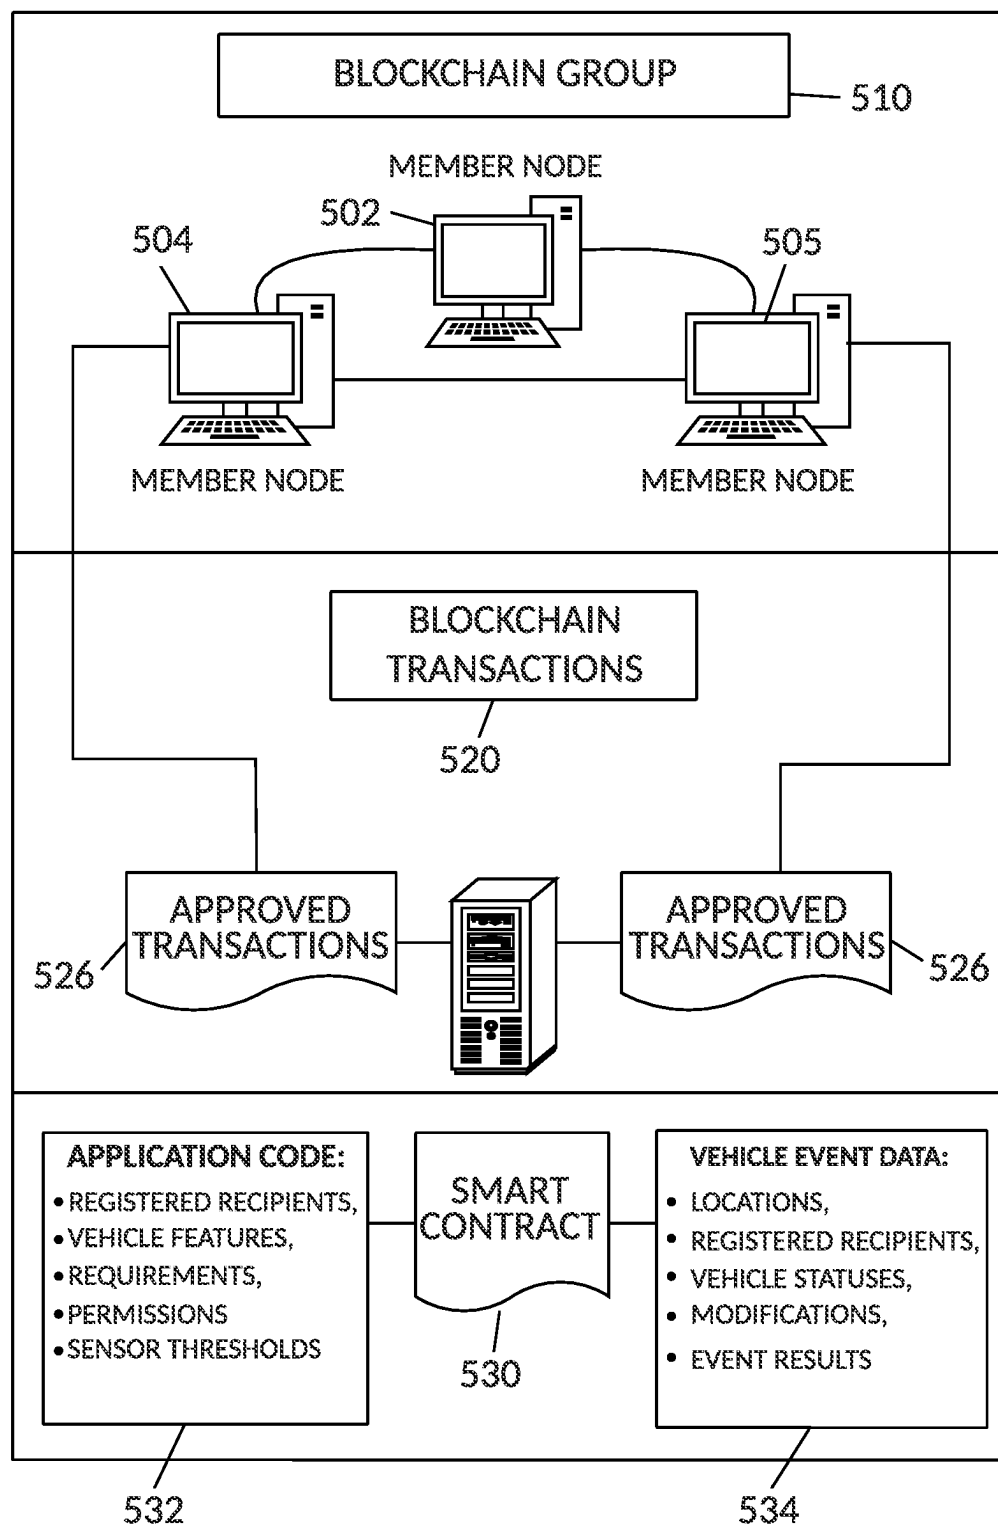 BLOCKCHAIN GROUP
510
MEMBER NODE
502
504
505
MEMBER NODE
MEMBER NODE
BLOCKCHAIN
TRANSACTIONS
520
APPROVED
TRANSACTIONS
526
APPROVED
TRANSACTIONS
526
APPLICATION CODE:
• REGISTERED RECIPIENTS,
• VEHICLE FEATURES,
• REQUIREMENTS,
• PERMISSIONS
• SENSOR THRESHOLDS
532
SMART
CONTRACT
530
VEHICLE EVENT DATA:
• LOCATIONS,
• REGISTERED RECIPIENTS,
• VEHICLE STATUSES,
• MODIFICATIONS,
• EVENT RESULTS
534